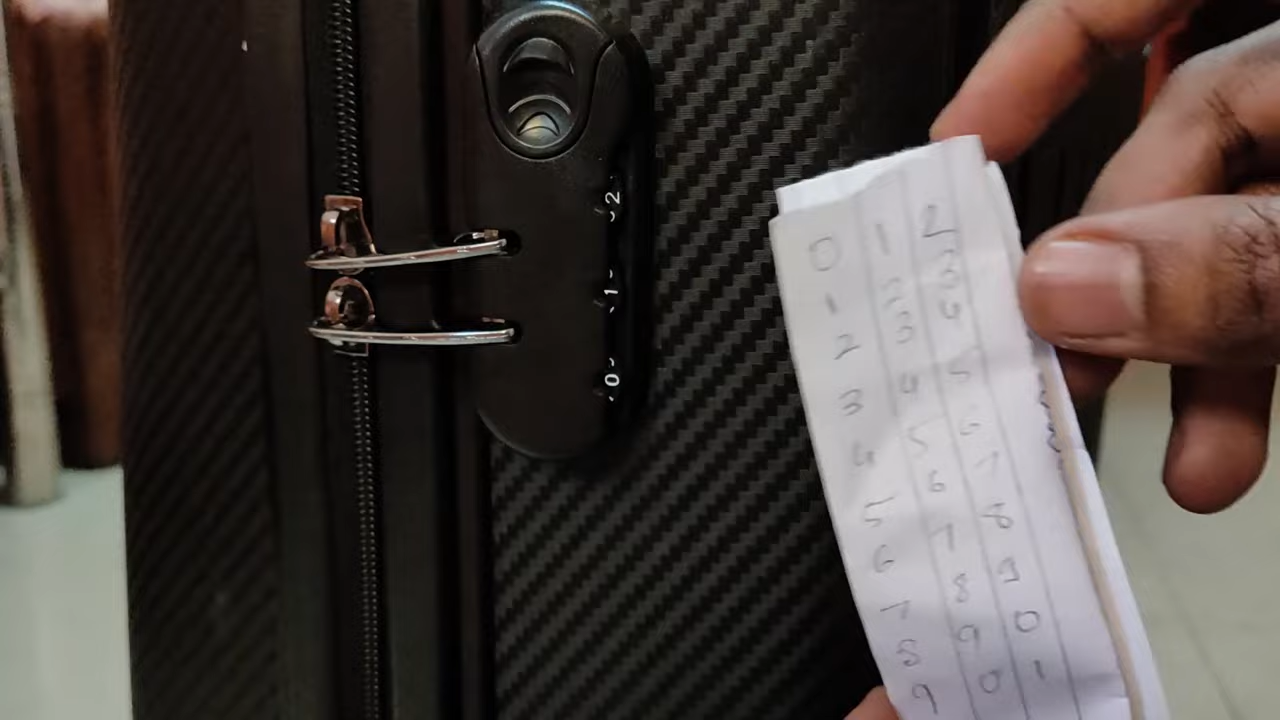 2
1
0
0 1 2
1 2 3
2 3 4
3 4 5
4 5 6
5 6 7
6 7 8
7 8 9
8 9 0
9 0 1